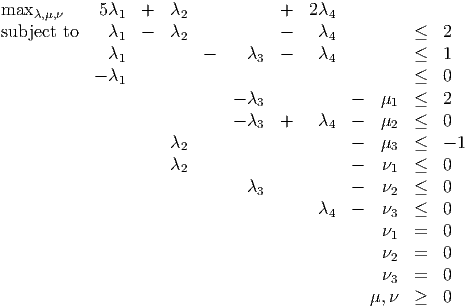 max_{λ,μ,ν} 5λ₁ + λ₂ + 2λ₄
subject to λ₁ − λ₂ − λ₄ ≤ 2
λ₁ − λ₃ − λ₄ ≤ 1
−λ₁ ≤ 0
−λ₃ − μ₁ ≤ 2
−λ₃ + λ₄ − μ₂ ≤ 0
λ₂ − μ₃ ≤ −1
λ₂ − ν₁ ≤ 0
λ₃ − ν₂ ≤ 0
λ₄ − ν₃ ≤ 0
ν₁ = 0
ν₂ = 0
ν₃ = 0
μ, ν ≥ 0